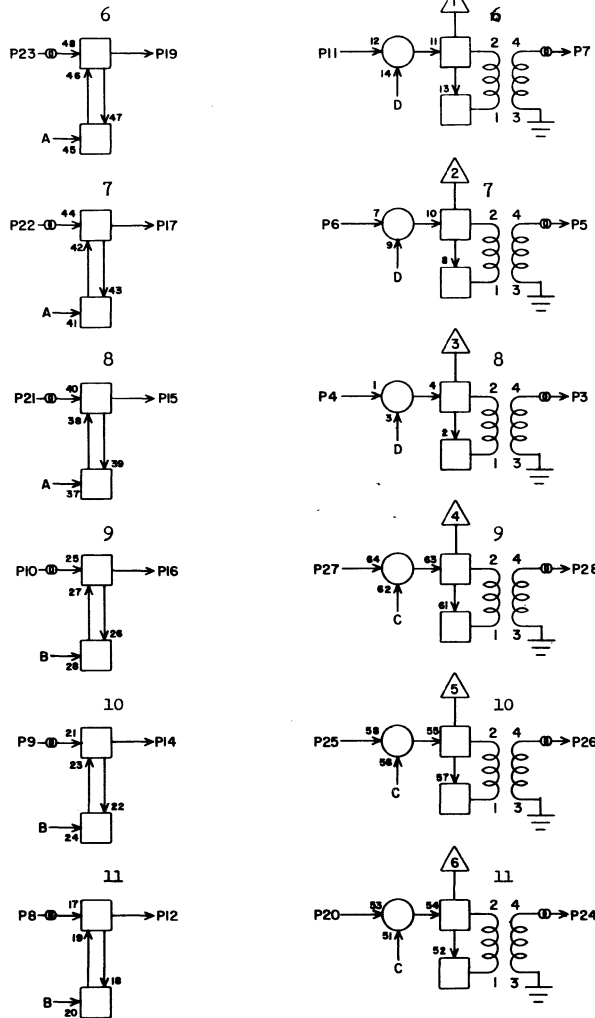 6
P23 48 P19
46
47
A 45
7
P22 44 P17
42
43
A 41
8
P21 40 P15
38
39
A 37
9
P10 25 P16
27
26
B 28
10
P9 21 P14
23
22
B 24
11
P8 17 P12
19
18
B 20
1
6
P11 12 11 2 4 P7
14 13
D 1 3
2
7
P6 7 10 2 4 P5
9 8
D 1 3
3
8
P4 1 4 2 4 P3
3 2
D 1 3
4
9
P27 64 63 2 4 P28
62 61
C 1 3
5
10
P25 58 55 2 4 P26
56 57
C 1 3
6
11
P20 53 54 2 4 P24
51 52
C 1 3